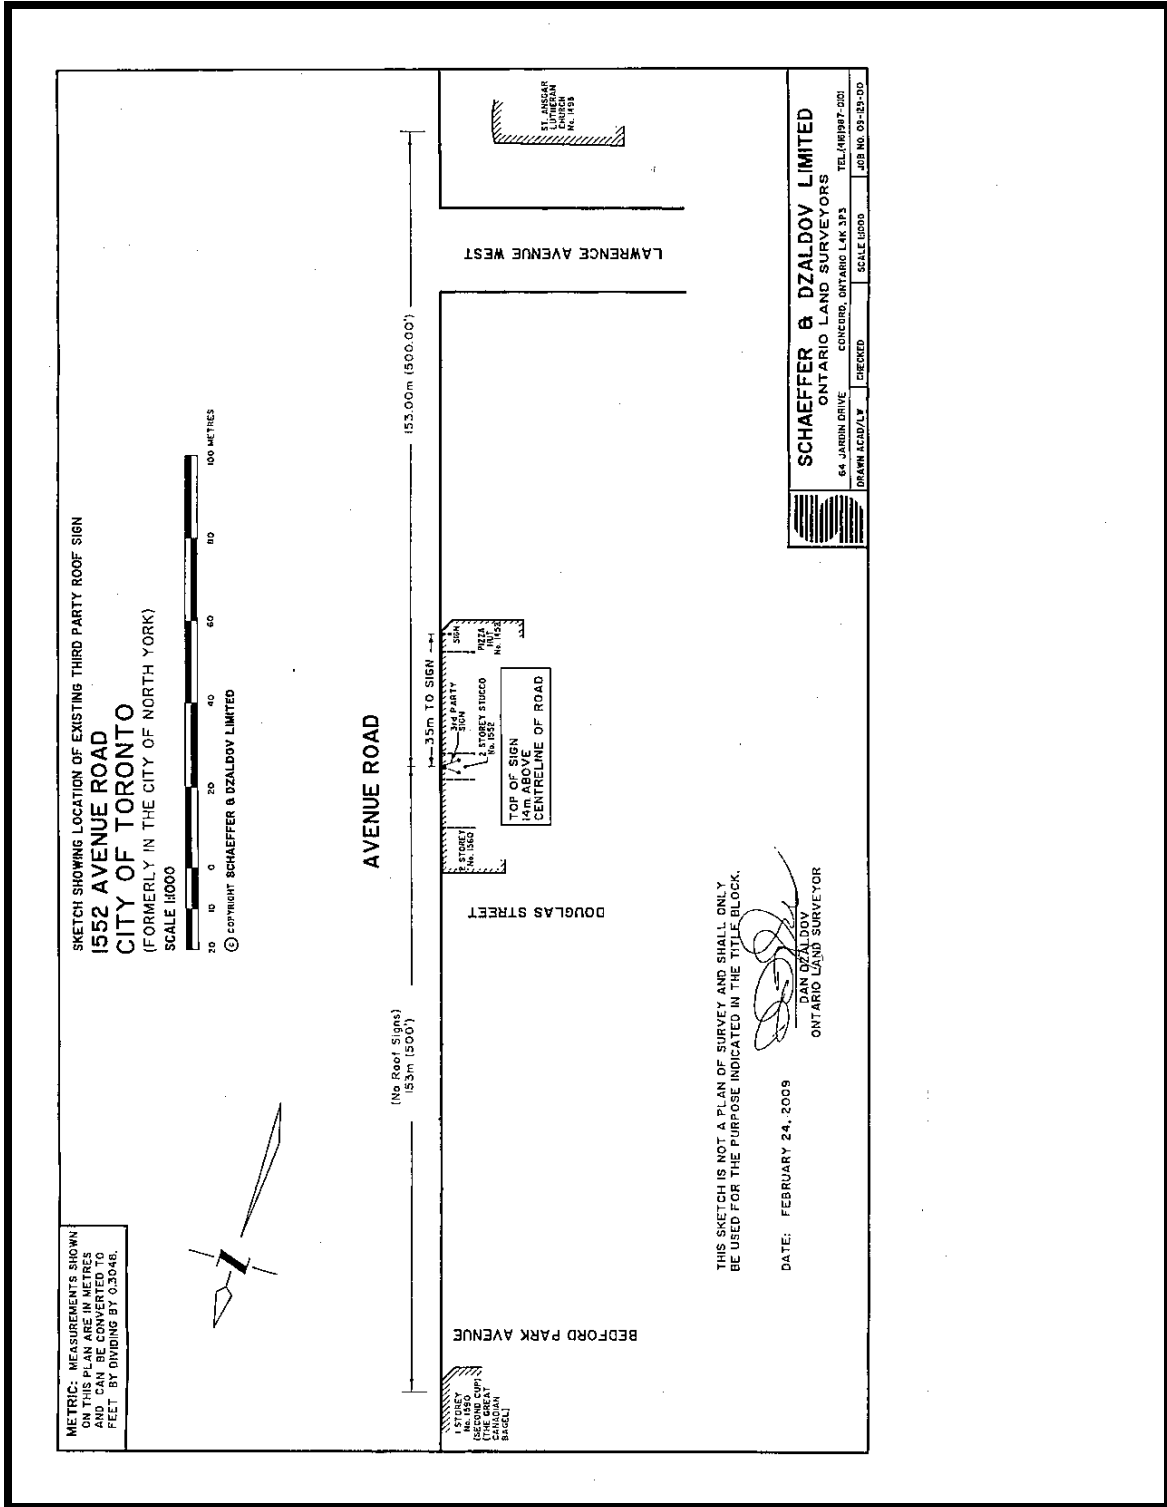 METRIC: MEASUREMENTS SHOWN
ON THIS PLAN ARE IN METRES
AND CAN BE CONVERTED TO
FEET BY DIVIDING BY 0.3048.
SKETCH SHOWING LOCATION OF EXISTING THIRD PARTY ROOF SIGN
1552 AVENUE ROAD
CITY OF TORONTO
(FORMERLY IN THE CITY OF NORTH YORK)
SCALE 1:1000
20 10 0 20 40 60 80 100 METRES
© COPYRIGHT SCHAEFFER & DZALDOV LIMITED
AVENUE ROAD
(No Roof Signs)
153m (500')
153.00m (500.00')
35m TO SIGN
1 STOREY
No. 1590
(SECOND CUP)
(THE GREAT
CANADIAN
BAGEL)
BEDFORD PARK AVENUE
DOUGLAS STREET
2 STOREY
No. 1560
3rd PARTY
SIGN
2 STOREY STUCCO
No. 1552
SIGN
PIZZA
HUT
No. 1452
TOP OF SIGN
14m ABOVE
CENTRELINE OF ROAD
LAWRENCE AVENUE WEST
ST. ANSGAR
LUTHERAN
CHURCH
No. 1498
THIS SKETCH IS NOT A PLAN OF SURVEY AND SHALL ONLY
BE USED FOR THE PURPOSE INDICATED IN THE TITLE BLOCK.
DATE: FEBRUARY 24, 2009
DAN DZALDOV
ONTARIO LAND SURVEYOR
SCHAEFFER & DZALDOV LIMITED
ONTARIO LAND SURVEYORS
64 JARDIN DRIVE CONCORD, ONTARIO L4K 3P3 TEL.(416)987-0101
DRAWN ACAD/LW CHECKED SCALE 1:1000 JOB NO. 09-129-00